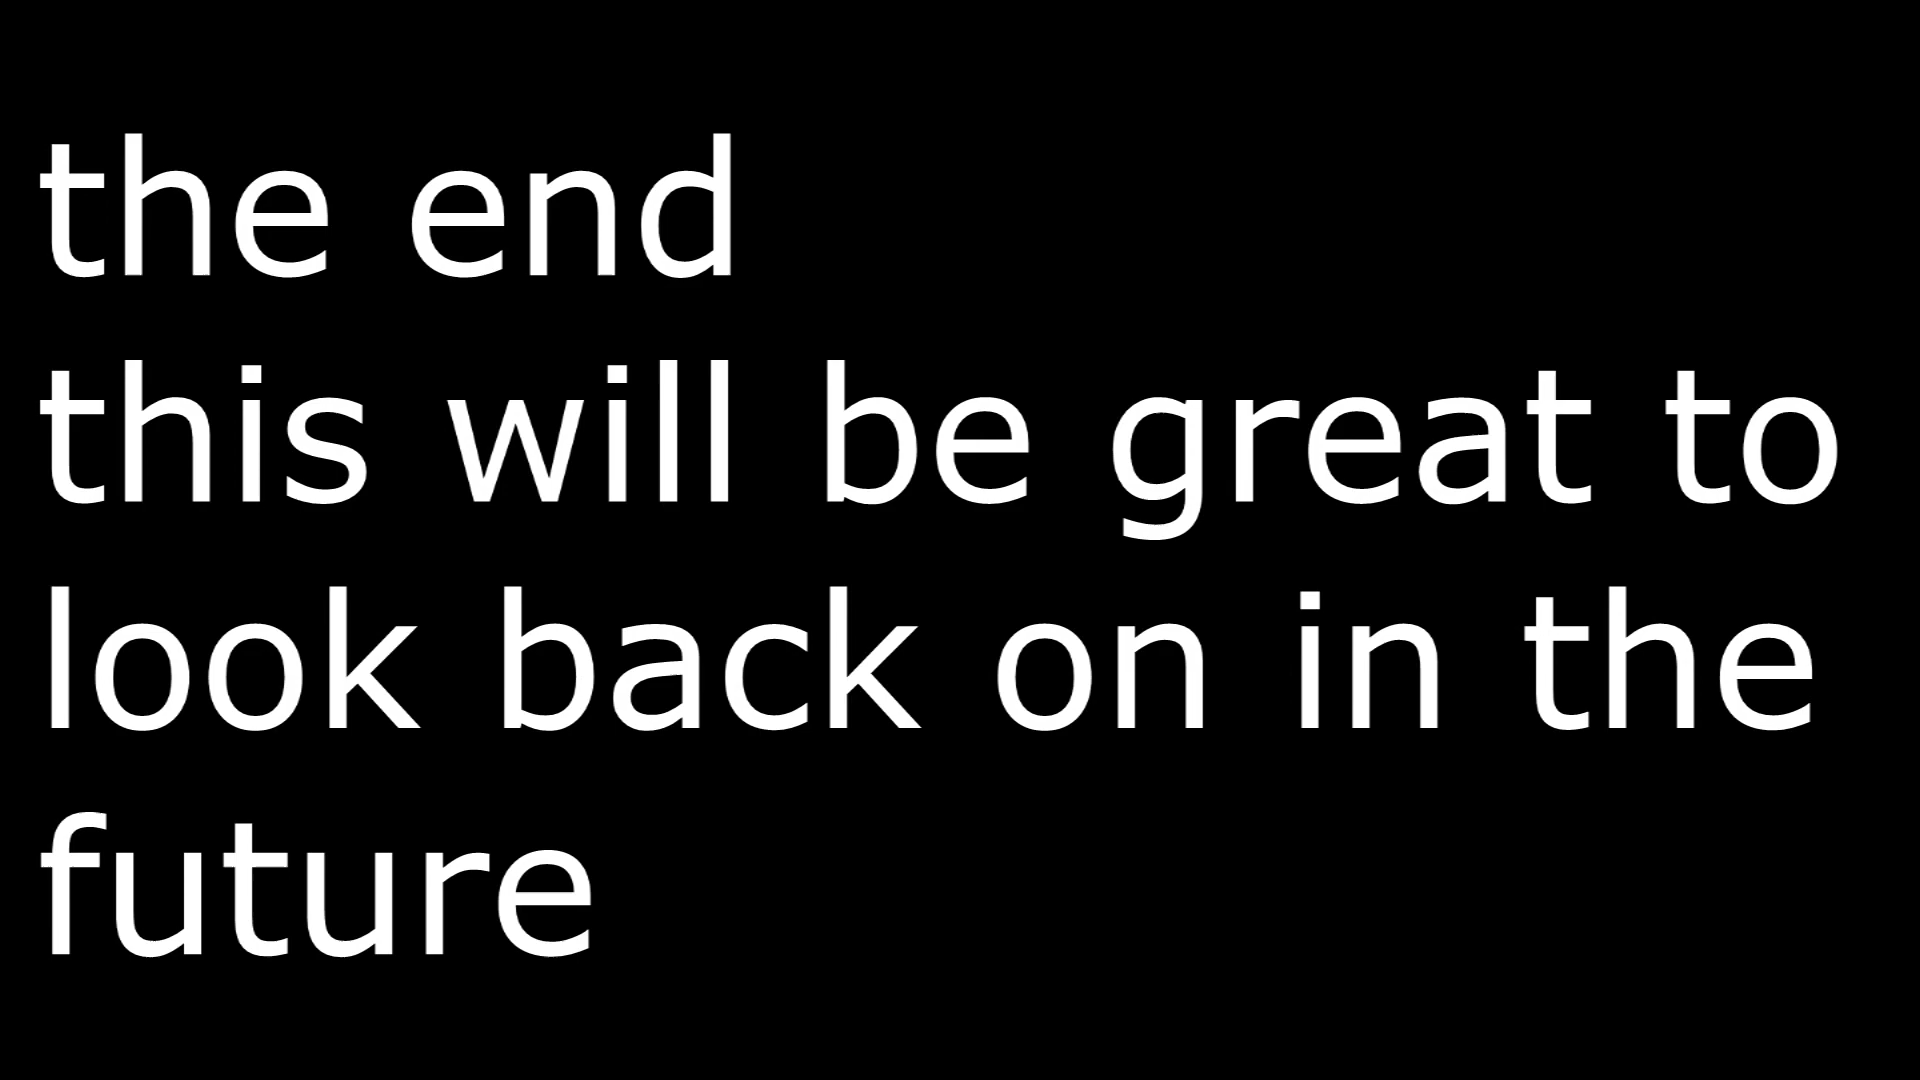 the end
this will be great to
look back on in the
future